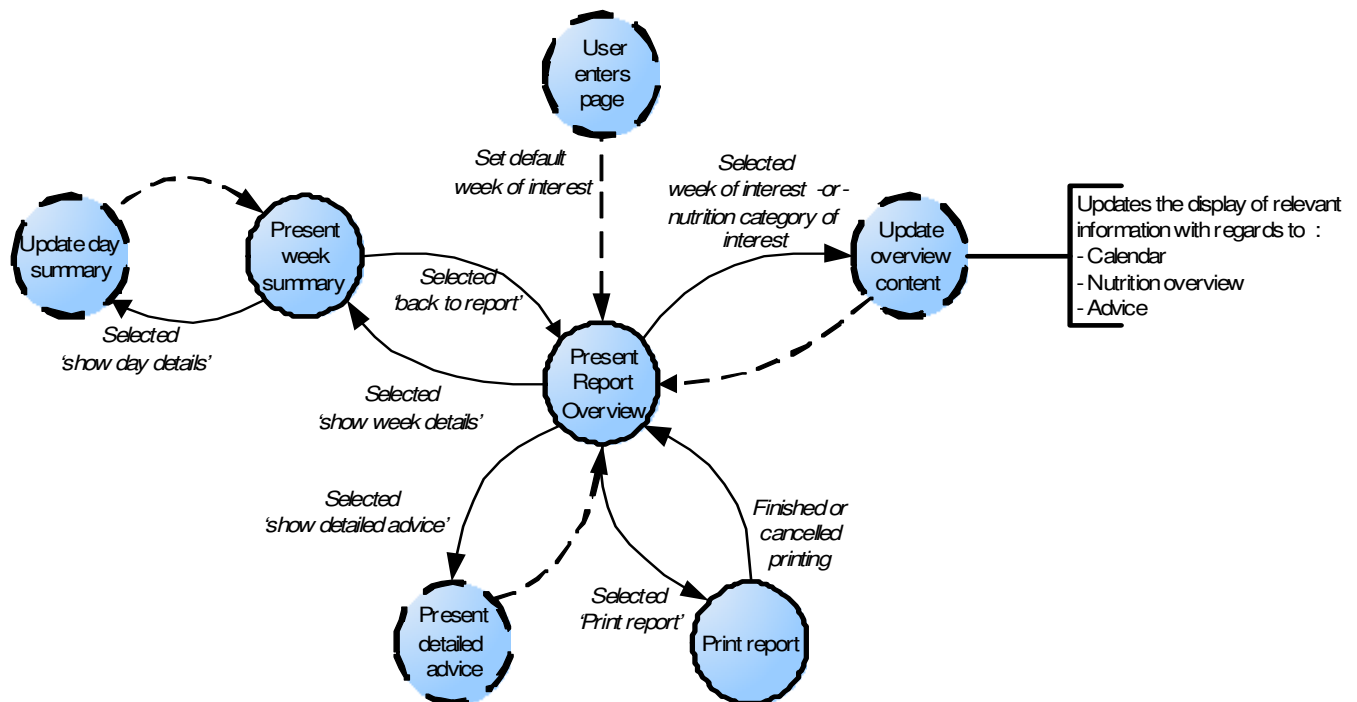 User
enters
page
Set default
week of interest
Selected
week of interest -or-
nutrition category of
interest
Update day
summary
Present
week
summary
Update
overview
content
Updates the display of relevant
information with regards to :
- Calendar
- Nutrition overview
- Advice
Selected
'back to report'
Selected
'show day details'
Present
Report
Overview
Selected
'show week details'
Selected
'show detailed advice'
Finished or
cancelled
printing
Selected
'Print report'
Present
detailed
advice
Print report